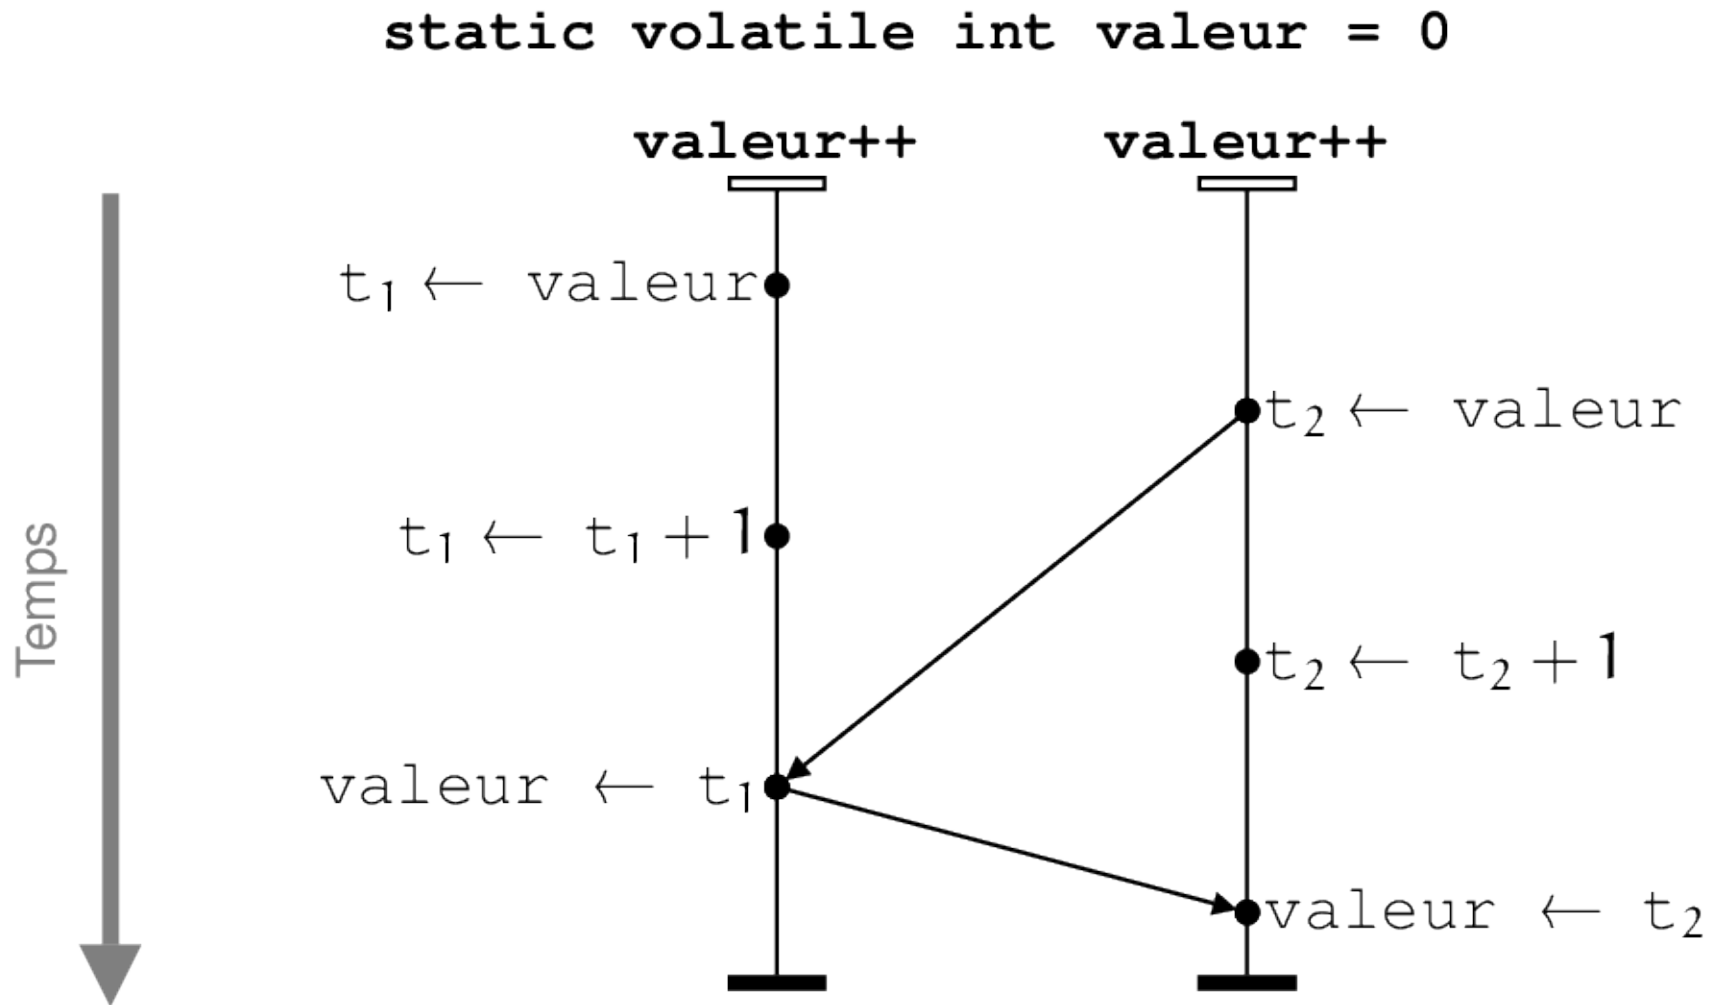 static volatile int valeur = 0
valeur++ valeur++
t₁ ← valeur
t₂ ← valeur
t₁ ← t₁ + 1
Temps
t₂ ← t₂ + 1
valeur ← t₁
valeur ← t₂